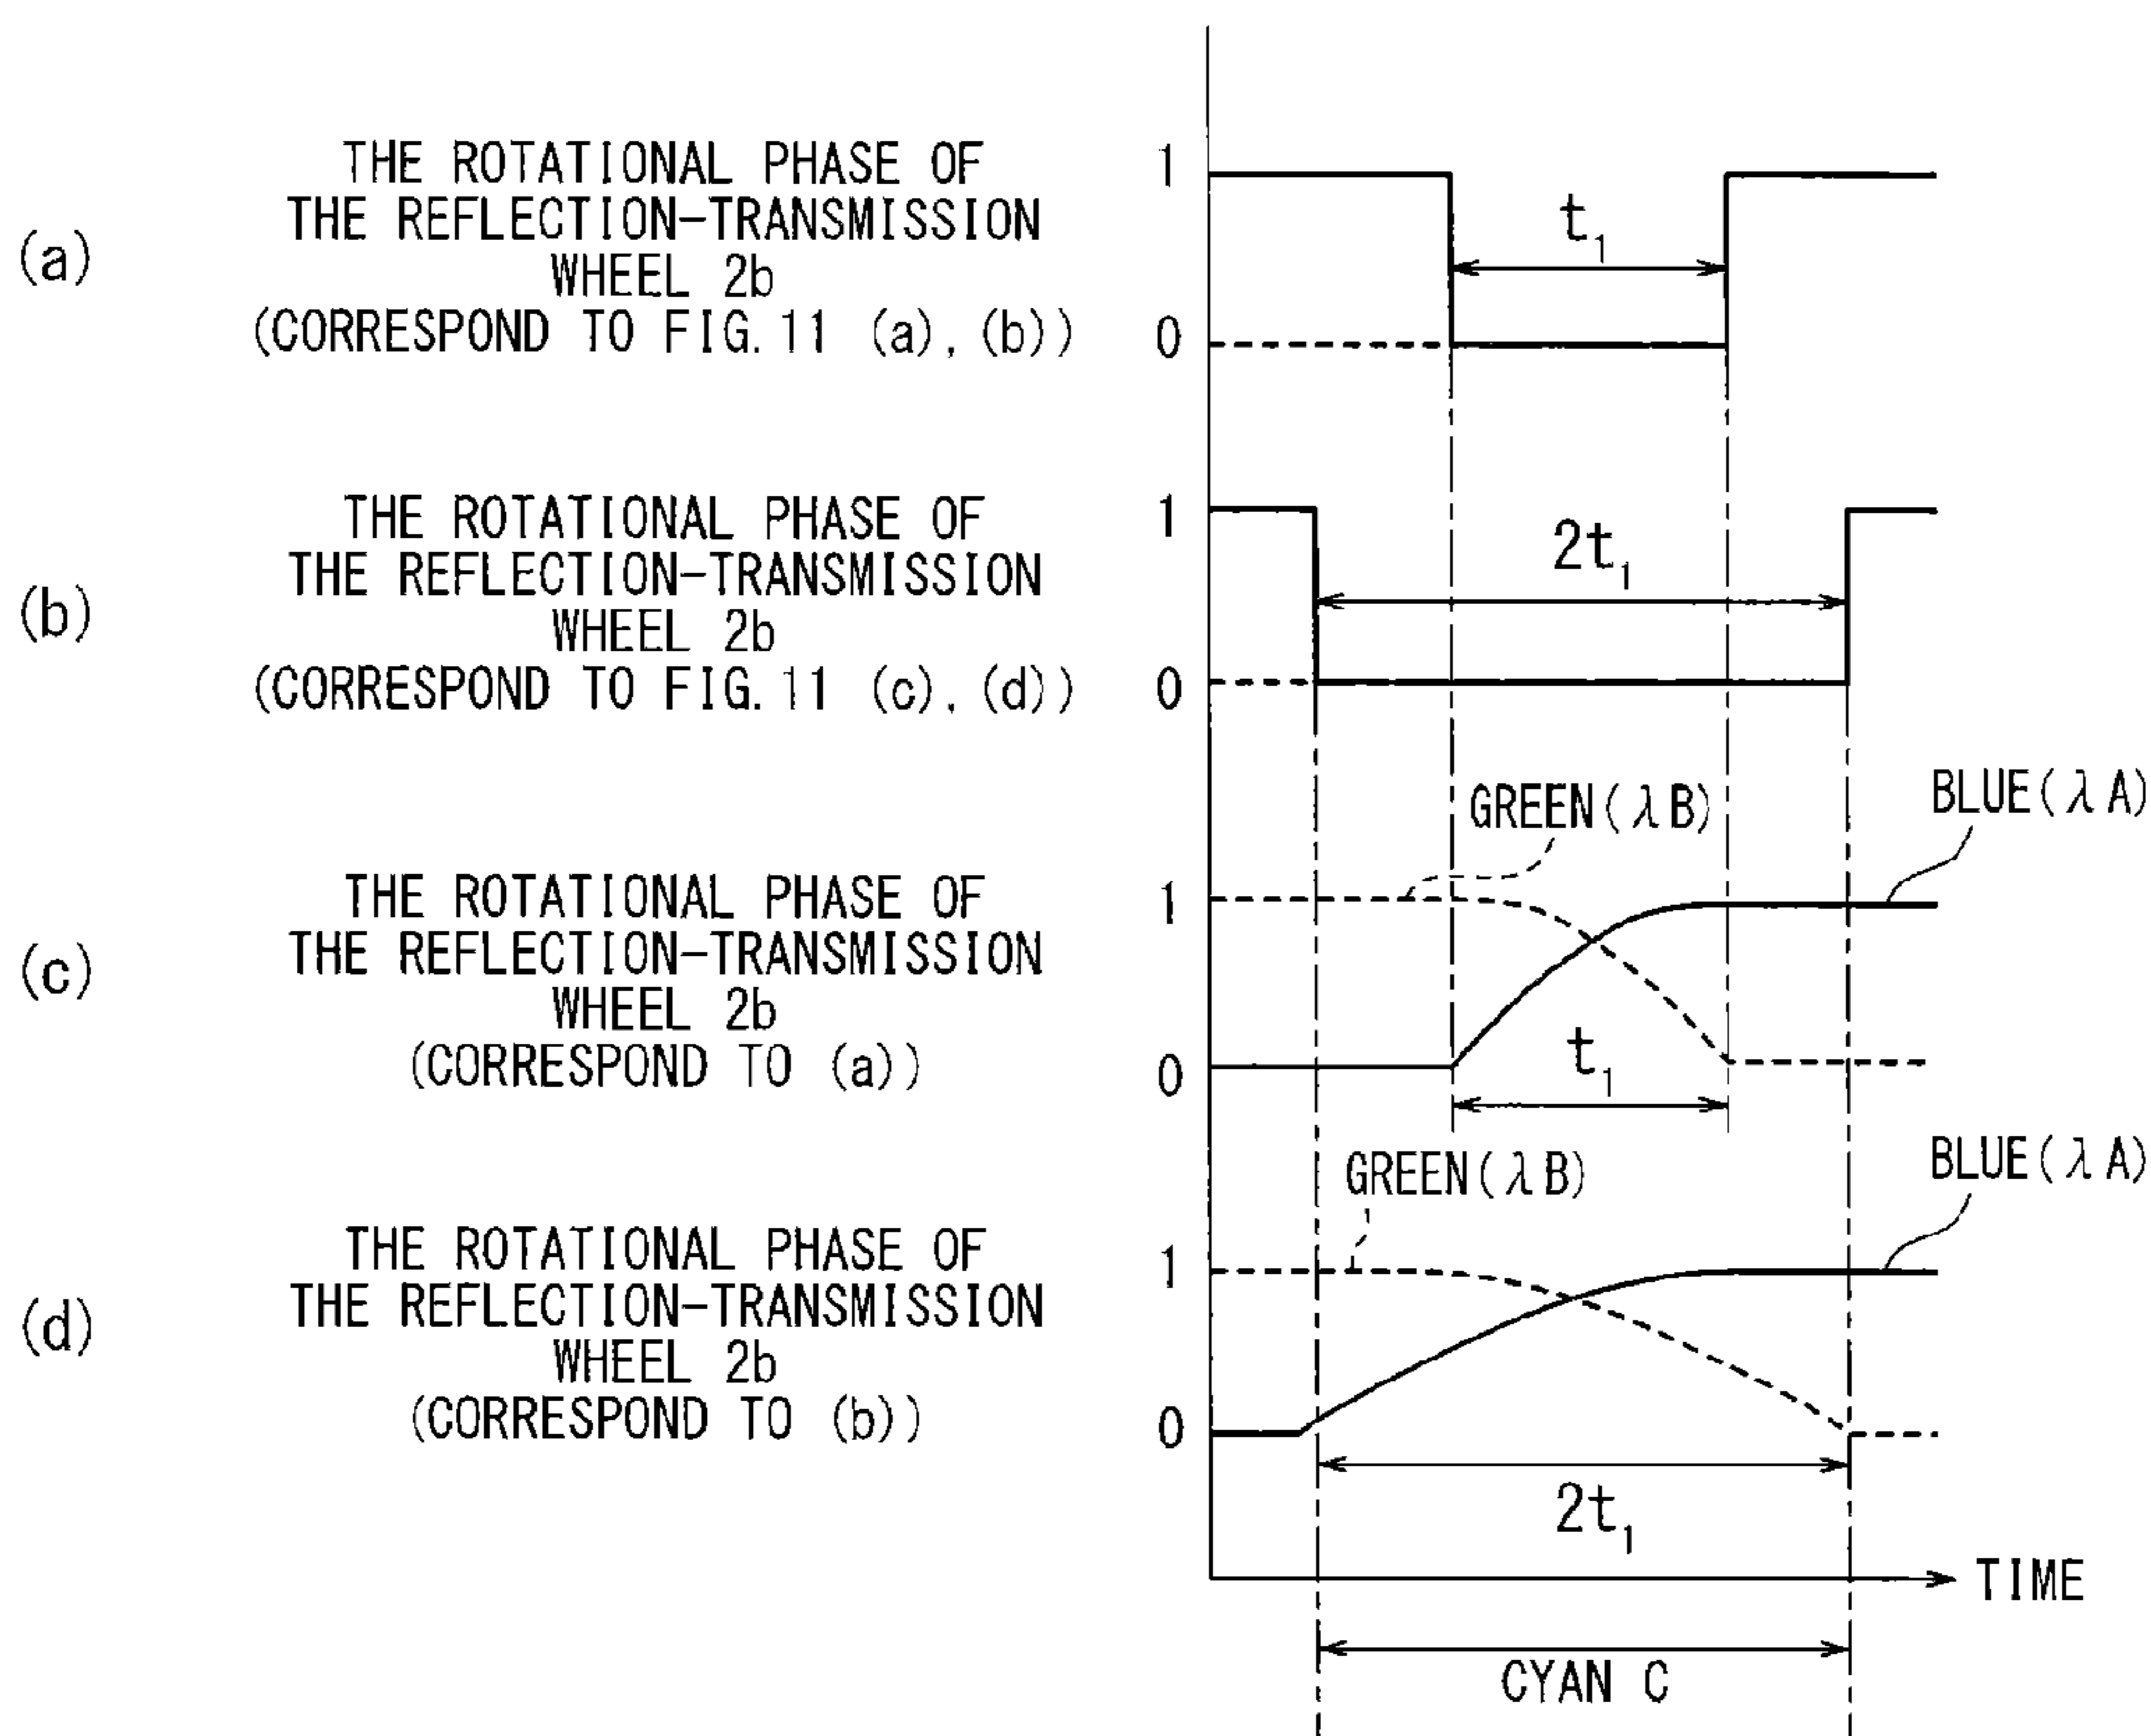 (a)
THE ROTATIONAL PHASE OF
THE REFLECTION-TRANSMISSION
WHEEL 2b
(CORRESPOND TO FIG. 11 (a), (b))
1
0
t1
(b)
THE ROTATIONAL PHASE OF
THE REFLECTION-TRANSMISSION
WHEEL 2b
(CORRESPOND TO FIG. 11 (c), (d))
1
0
2t1
(c)
THE ROTATIONAL PHASE OF
THE REFLECTION-TRANSMISSION
WHEEL 2b
(CORRESPOND TO (a))
1
0
GREEN(λB)
BLUE(λA)
t1
(d)
THE ROTATIONAL PHASE OF
THE REFLECTION-TRANSMISSION
WHEEL 2b
(CORRESPOND TO (b))
1
0
GREEN(λB)
BLUE(λA)
2t1
TIME
CYAN C